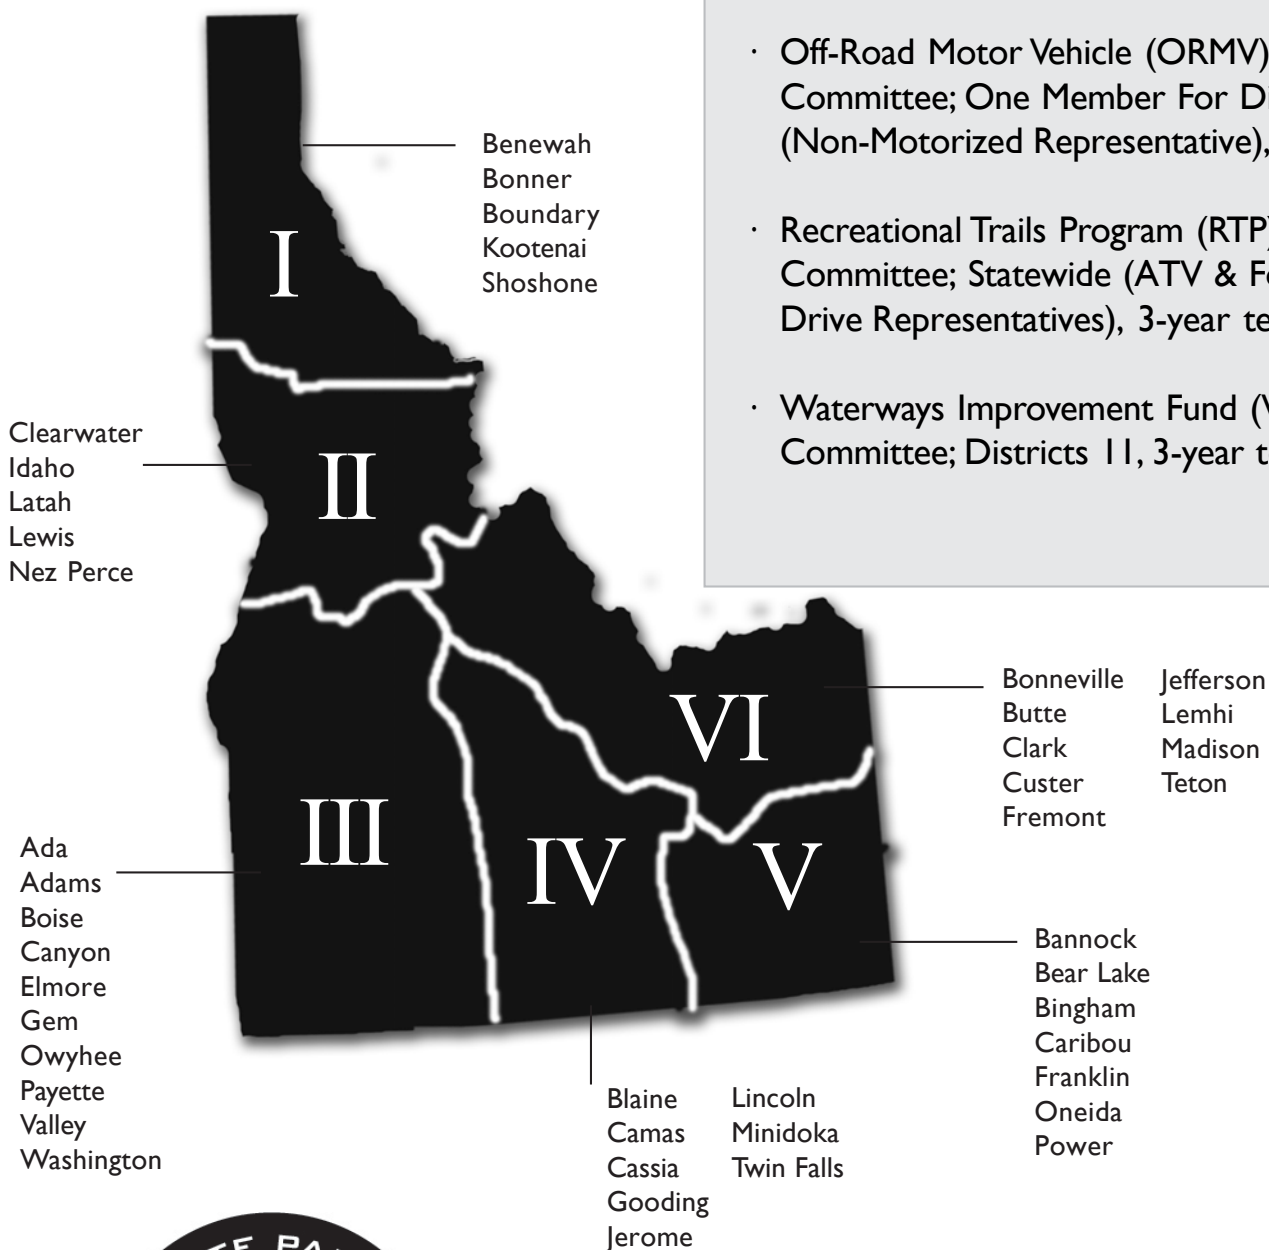 · Off-Road Motor Vehicle (ORMV)
Committee; One Member For
(Non-Motorized Representative),
· Recreational Trails Program (RTP)
Committee; Statewide (ATV &
Drive Representatives), 3-year
· Waterways Improvement Fund
Committee; Districts 11, 3-year
I
Benewah
Bonner
Boundary
Kootenai
Shoshone
II
Clearwater
Idaho
Latah
Lewis
Nez Perce
VI
Bonneville
Butte
Clark
Custer
Fremont
Jefferson
Lemhi
Madison
Teton
III
Ada
Adams
Boise
Canyon
Elmore
Gem
Owyhee
Payette
Valley
Washington
IV
Blaine
Camas
Cassia
Gooding
Jerome
Lincoln
Minidoka
Twin Falls
V
Bannock
Bear Lake
Bingham
Caribou
Franklin
Oneida
Power